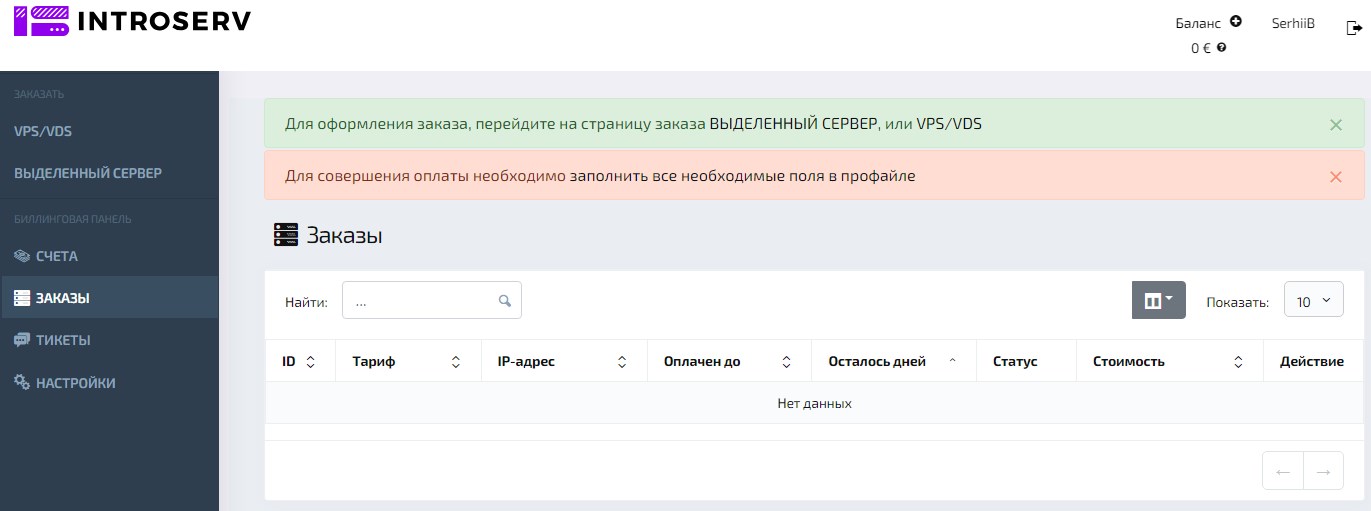 INTROSERV
Баланс
SerhiiB
0 €
ЗАКАЗАТЬ
VPS/VDS
ВЫДЕЛЕННЫЙ СЕРВЕР
БИЛЛИНГОВАЯ ПАНЕЛЬ
СЧЕТА
ЗАКАЗЫ
ТИКЕТЫ
НАСТРОЙКИ
Для оформления заказа, перейдите на страницу заказа ВЫДЕЛЕННЫЙ СЕРВЕР, или VPS/VDS
Для совершения оплаты необходимо заполнить все необходимые поля в профайле
Заказы
Найти: ...
Показать: 10
ID Тариф IP-адрес Оплачен до Осталось дней Статус Стоимость Действие
Нет данных
← →